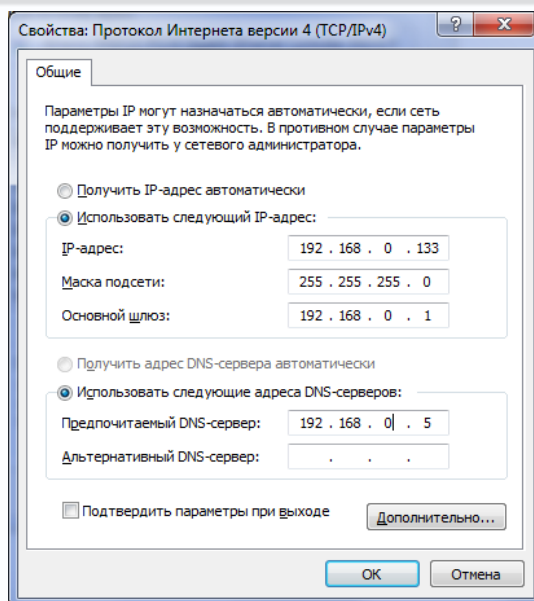 Свойства: Протокол Интернета версии 4 (TCP/IPv4)
Общие
Параметры IP могут назначаться автоматически, если сеть
поддерживает эту возможность. В противном случае параметры
IP можно получить у сетевого администратора.
Получить IP-адрес автоматически
Использовать следующий IP-адрес:
IP-адрес: 192 . 168 . 0 . 133
Маска подсети: 255 . 255 . 255 . 0
Основной шлюз: 192 . 168 . 0 . 1
Получить адрес DNS-сервера автоматически
Использовать следующие адреса DNS-серверов:
Предпочитаемый DNS-сервер: 192 . 168 . 0 . 5
Альтернативный DNS-сервер: . . .
Подтвердить параметры при выходе
Дополнительно...
OK Отмена